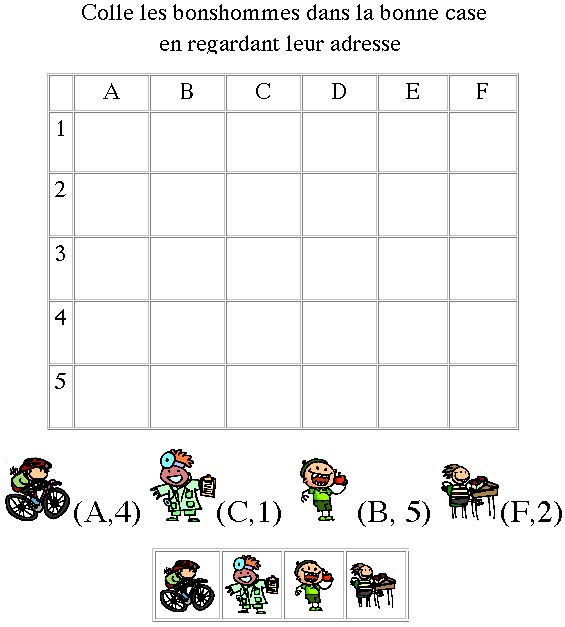 Colle les bonshommes dans la bonne case
en regardant leur adresse
A B C D E F
1
2
3
4
5
(A,4) (C,1) (B, 5) (F,2)